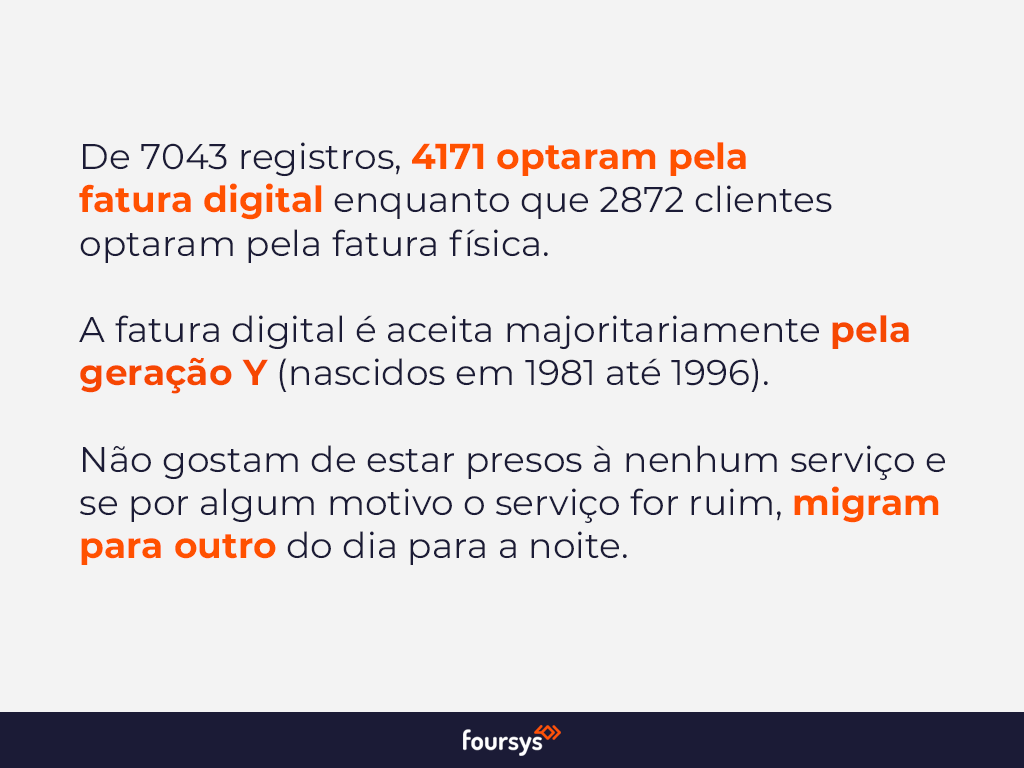 De 7043 registros, 4171 optaram pela
fatura digital enquanto que 2872 clientes
optaram pela fatura física.
A fatura digital é aceita majoritariamente pela
geração Y (nascidos em 1981 até 1996).
Não gostam de estar presos à nenhum serviço e
se por algum motivo o serviço for ruim, migram
para outro do dia para a noite.
foursys